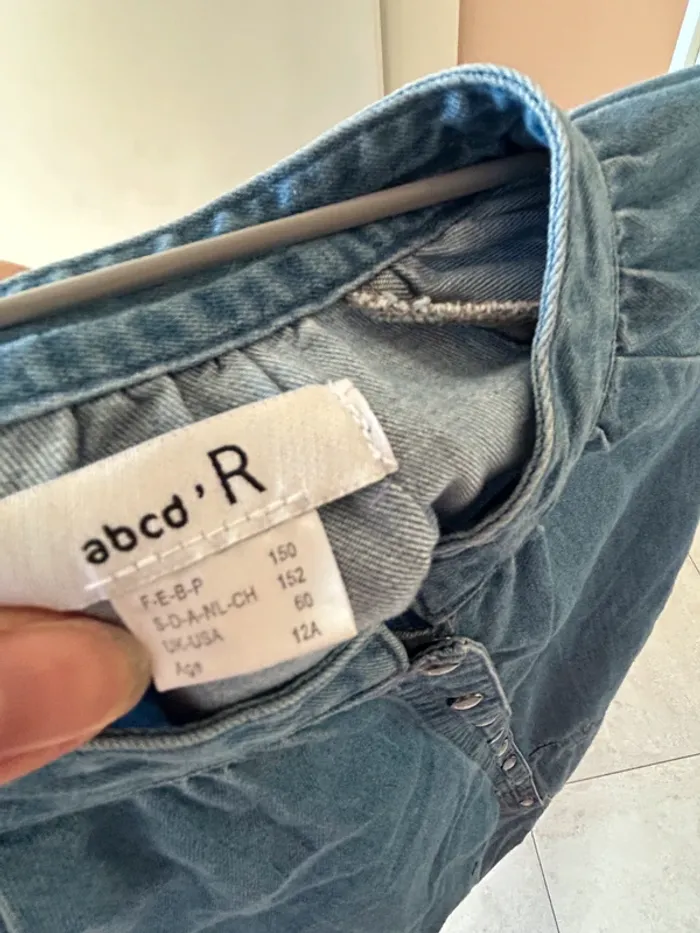 abcd'R
F-E-B-P 150
S-D-A-NL-CH 152
UK-USA 60
Age 12A